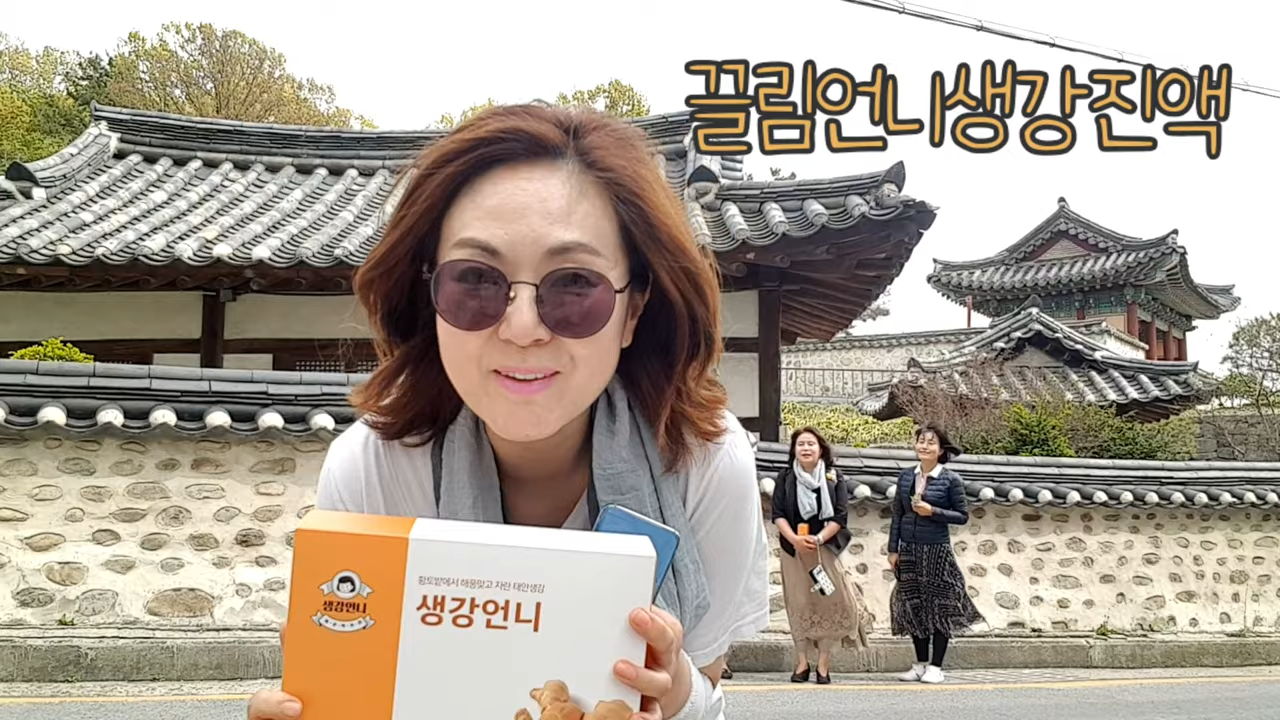 끌림언니생강진액
황토밭에서 해풍맞고 자란 태안생강
생강언니
생강언니